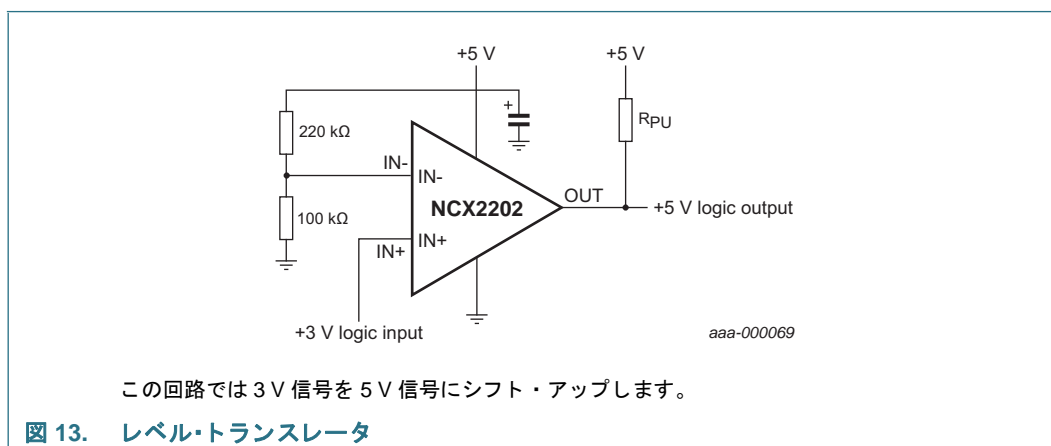 +5 V
+5 V
+
220 kΩ
RPU
IN-
IN-
OUT
NCX2202
+5 V logic output
100 kΩ
IN+
IN+
+3 V logic input
aaa-000069
この回路では 3 V 信号を 5 V 信号にシフト・アップします。
図 13. レベル・トランスレータ